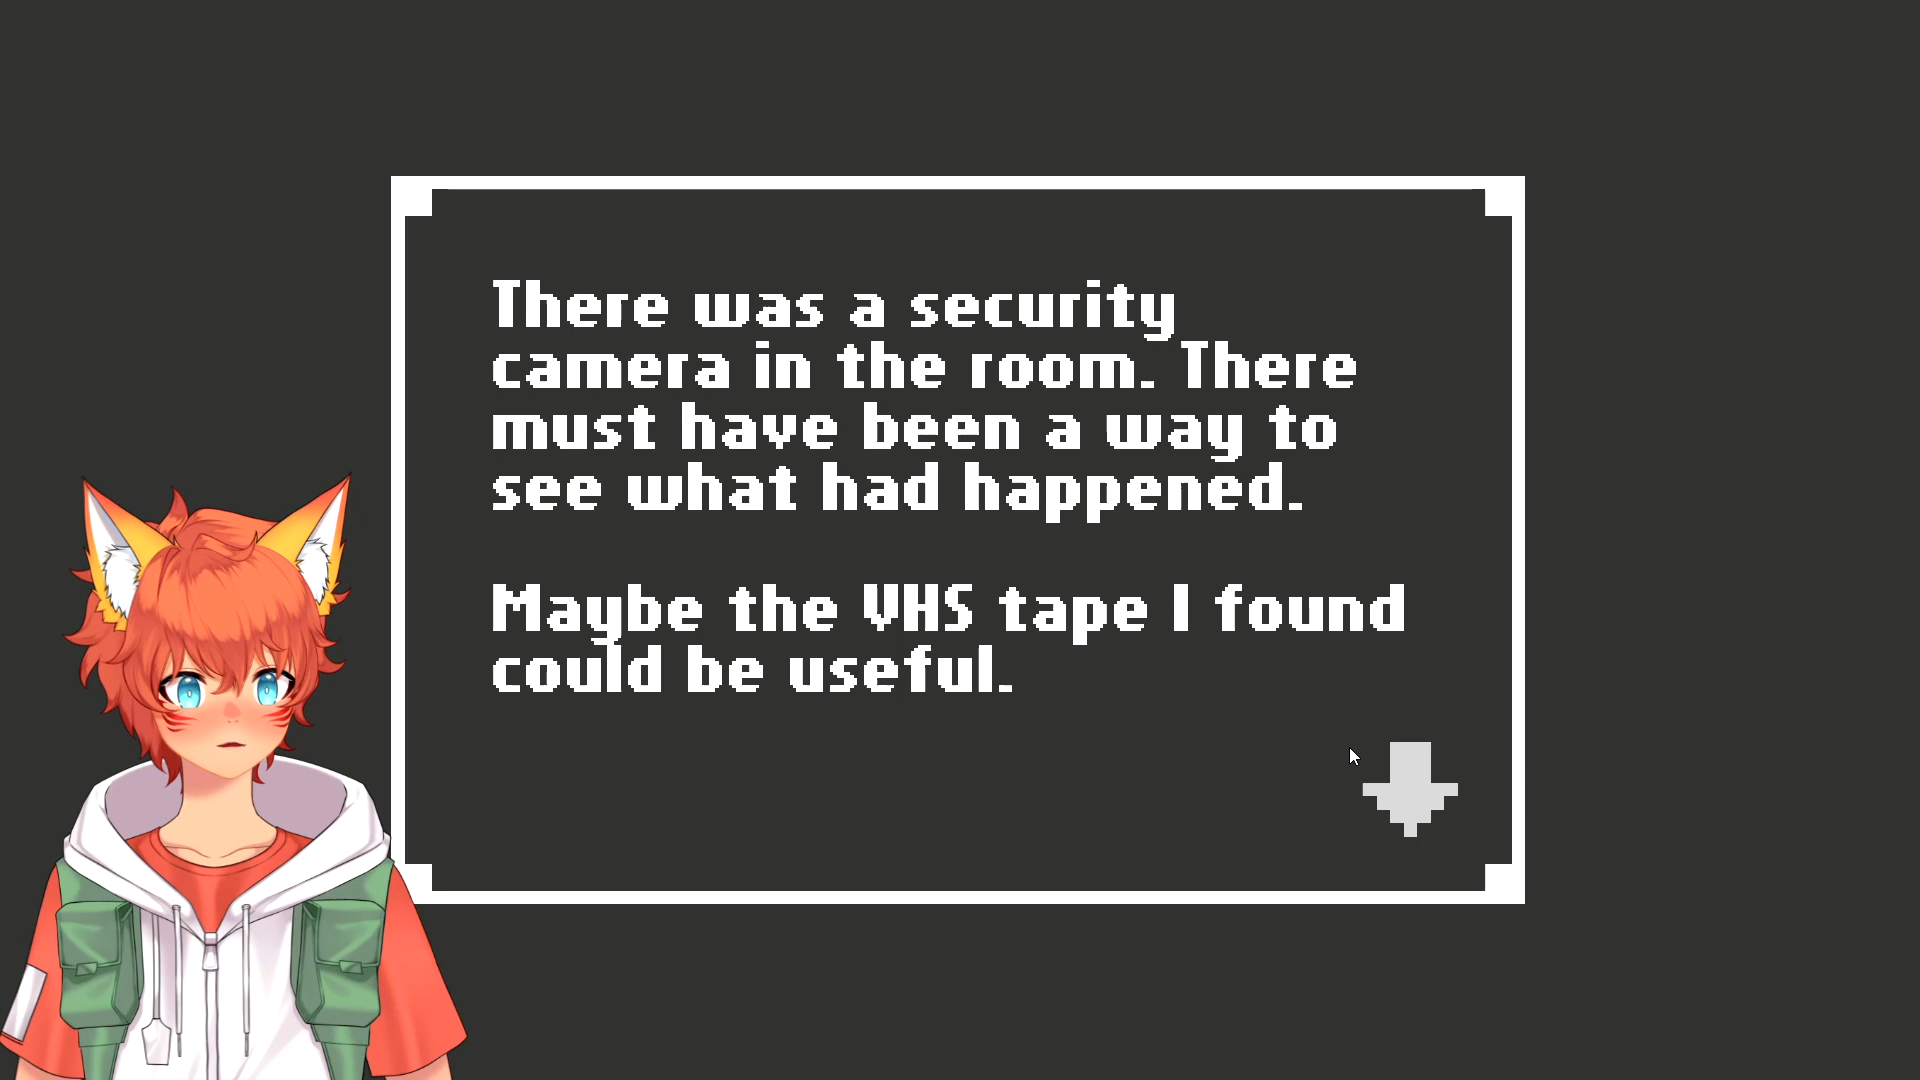 There was a security
camera in the room. There
must have been a way to
see what had happened.
Maybe the VHS tape I found
could be useful.